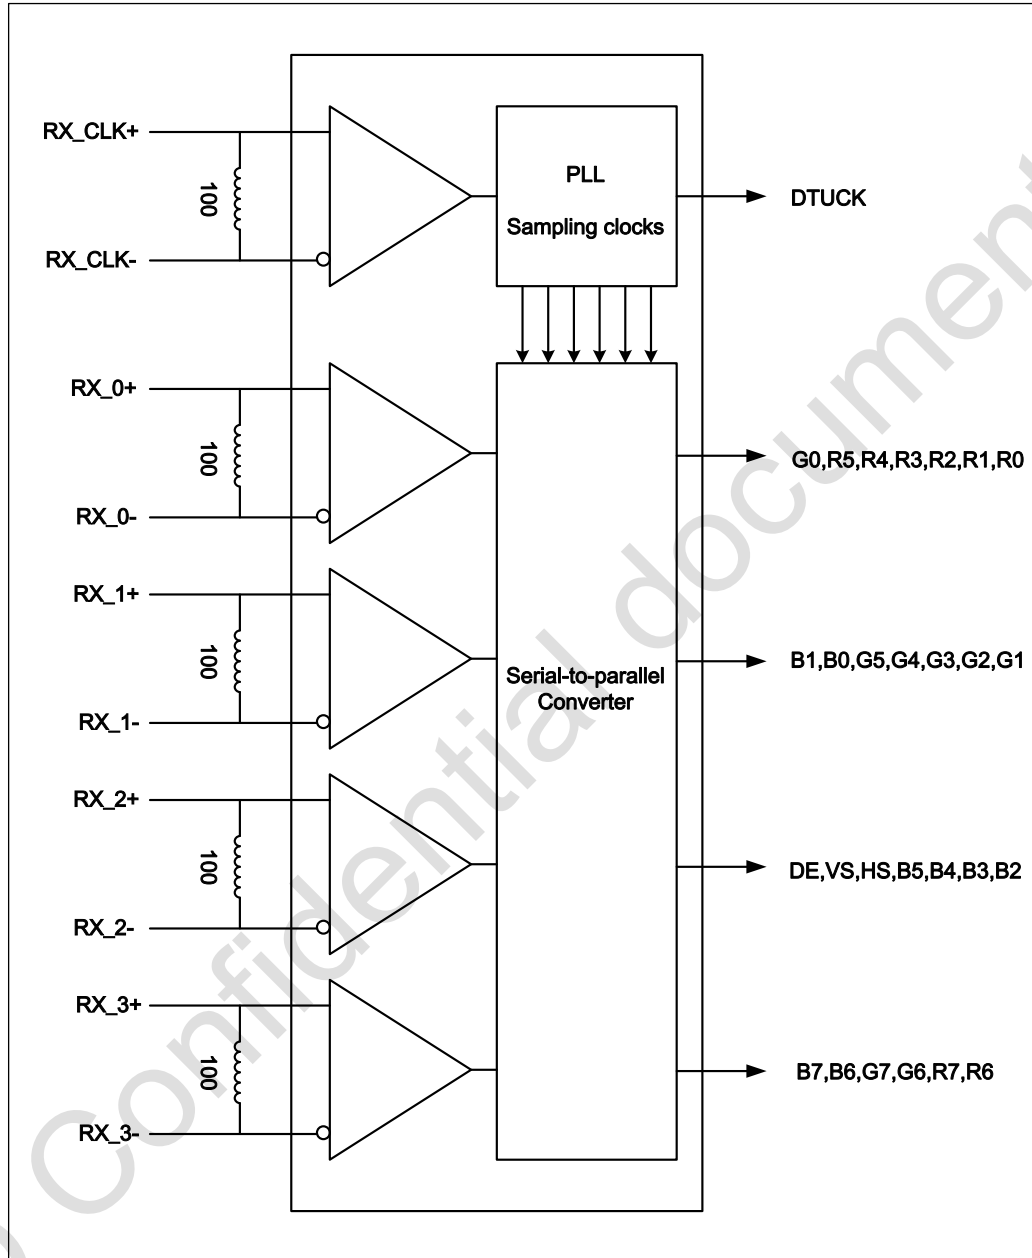 RX_CLK+
100
RX_CLK-
PLL
Sampling clocks
DTUCK
RX_0+
100
RX_0-
G0,R5,R4,R3,R2,R1,R0
RX_1+
100
RX_1-
Serial-to-parallel
Converter
B1,B0,G5,G4,G3,G2,G1
RX_2+
100
RX_2-
DE,VS,HS,B5,B4,B3,B2
RX_3+
100
RX_3-
B7,B6,G7,G6,R7,R6
Confidential document